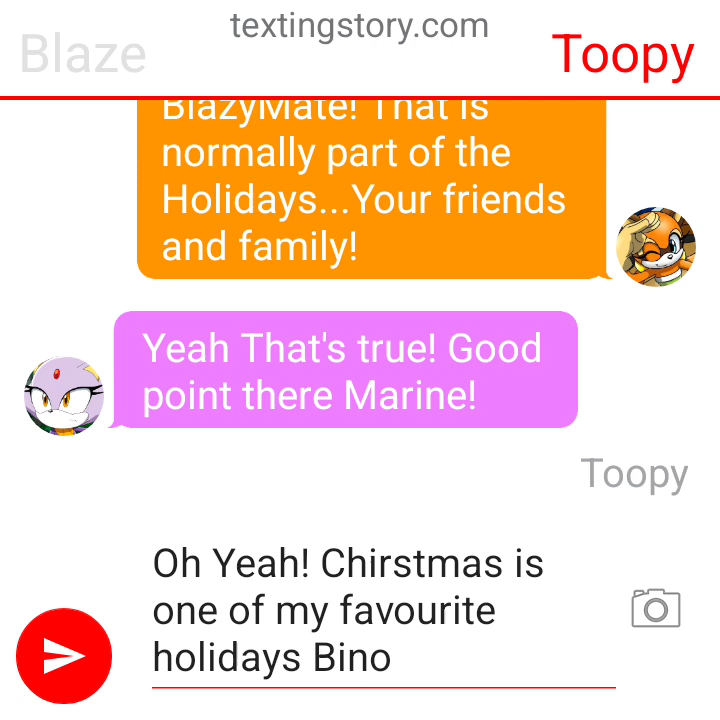 textingstory.com
Blaze
Toopy
BlazyMate! That is
normally part of the
Holidays...Your friends
and family!
Yeah That's true! Good
point there Marine!
Toopy
Oh Yeah! Chirstmas is
one of my favourite
holidays Bino